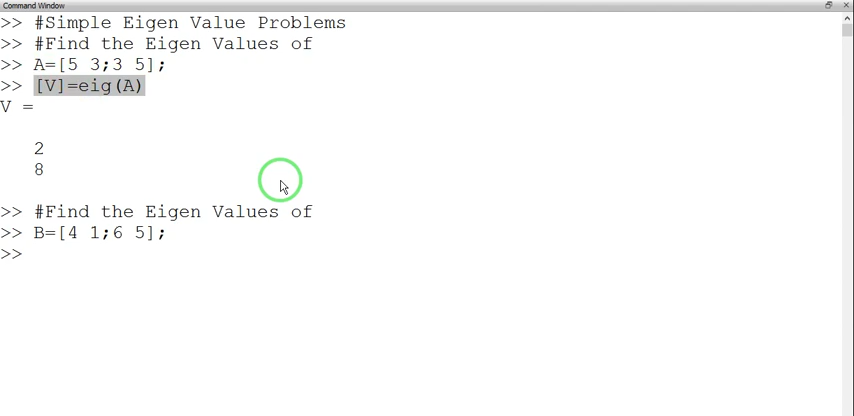 Command Window
>> #Simple Eigen Value Problems
>> #Find the Eigen Values of
>> A=[5 3;3 5];
>> [V]=eig(A)
V =
2
8
>> #Find the Eigen Values of
>> B=[4 1;6 5];
>>